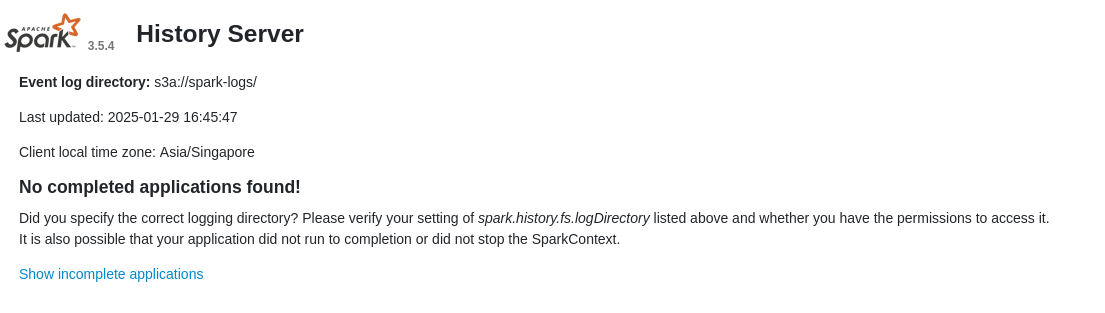 APACHE
Spark 3.5.4 History Server
Event log directory: s3a://spark-logs/
Last updated: 2025-01-29 16:45:47
Client local time zone: Asia/Singapore
No completed applications found!
Did you specify the correct logging directory? Please verify your setting of spark.history.fs.logDirectory listed above and whether you have the permissions to access it.
It is also possible that your application did not run to completion or did not stop the SparkContext.
Show incomplete applications